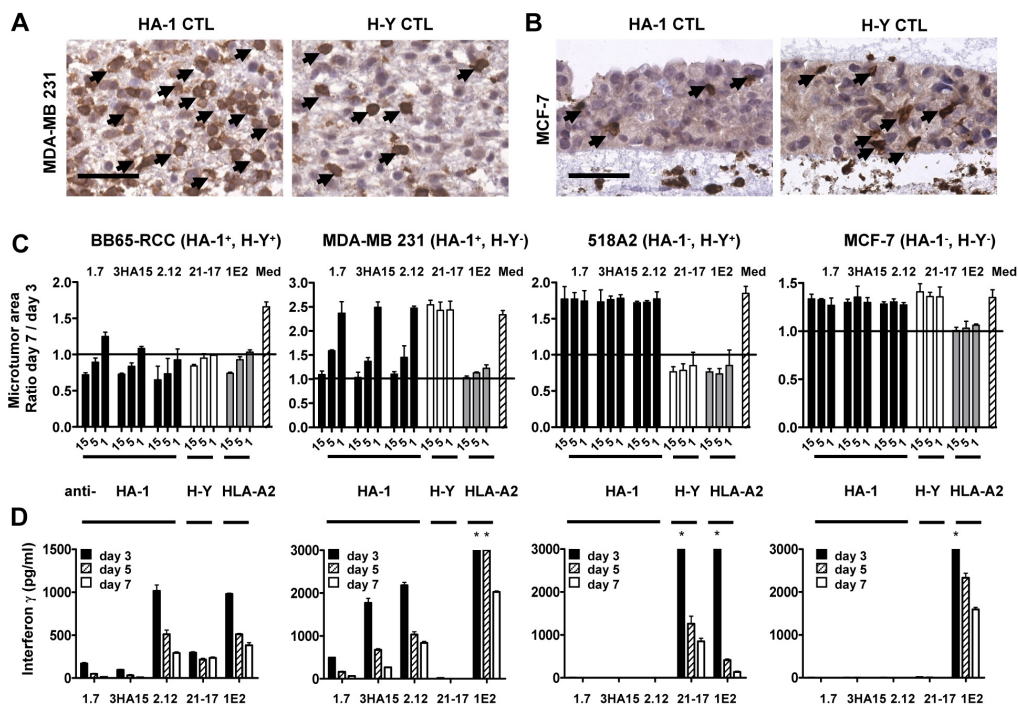 A
HA-1 CTL
H-Y CTL
MDA-MB 231
B
HA-1 CTL
H-Y CTL
MCF-7
C
BB65-RCC (HA-1⁺, H-Y⁺)
MDA-MB 231 (HA-1⁺, H-Y⁻)
518A2 (HA-1⁻, H-Y⁺)
MCF-7 (HA-1⁻, H-Y⁻)
1.7 3HA15 2.12 21-17 1E2 Med
1.7 3HA15 2.12 21-17 1E2 Med
1.7 3HA15 2.12 21-17 1E2 Med
1.7 3HA15 2.12 21-17 1E2 Med
Microtumor area
Ratio day 7 / day 3
2.0
1.5
1.0
0.5
0.0
15 5 1 15 5 1 15 5 1 15 5 1 15 5 1
3.0
2.5
2.0
1.5
1.0
0.5
0.0
15 5 1 15 5 1 15 5 1 15 5 1 15 5 1
2.0
1.5
1.0
0.5
0.0
15 5 1 15 5 1 15 5 1 15 5 1 15 5 1
1.5
1.0
0.5
0.0
15 5 1 15 5 1 15 5 1 15 5 1 15 5 1
anti- HA-1 H-Y HLA-A2
HA-1 H-Y HLA-A2
HA-1 H-Y HLA-A2
HA-1 H-Y HLA-A2
D
Interferon γ (pg/ml)
1500
1000
500
0
day 3
day 5
day 7
1.7 3HA15 2.12 21-17 1E2
3000
2000
1000
0
day 3
day 5
day 7
* *
1.7 3HA15 2.12 21-17 1E2
3000
2000
1000
0
day 3
day 5
day 7
* *
1.7 3HA15 2.12 21-17 1E2
3000
2000
1000
0
day 3
day 5
day 7
*
1.7 3HA15 2.12 21-17 1E2